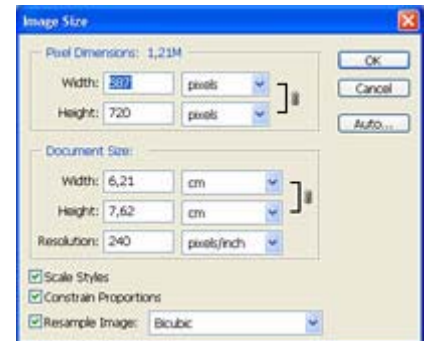 Image Size
Pixel Dimensions: 1,21M
Width: 587 pixels
Height: 720 pixels
OK
Cancel
Auto...
Document Size:
Width: 6,21 cm
Height: 7,62 cm
Resolution: 240 pixels/inch
Scale Styles
Constrain Proportions
Resample Image: Bicubic